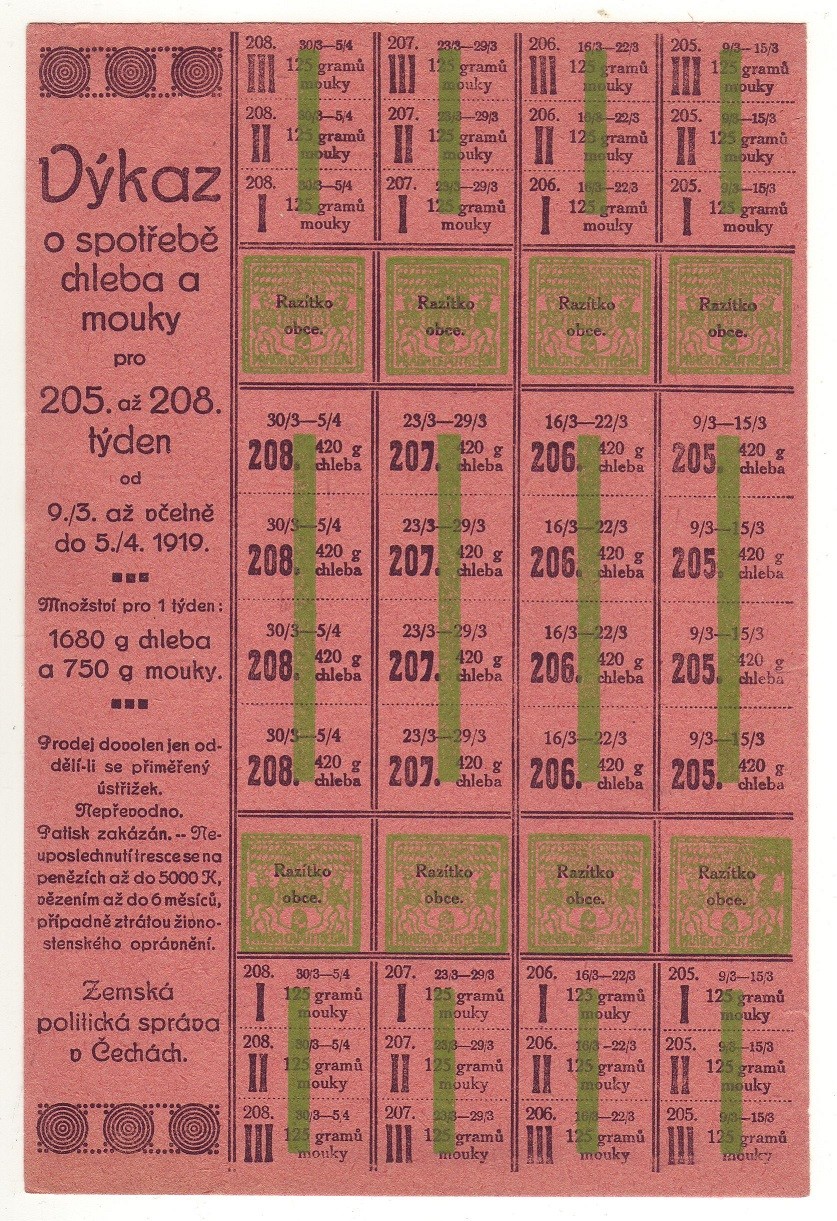 Výkaz
o spotřebě
chleba a
mouky
pro
205. až 208.
týden
od
9./3. až včetně
do 5./4. 1919.
Množství pro 1 týden:
1680 g chleba
a 750 g mouky.
Prodej dovolen jen od-
dělí-li se přiměřený
ústřižek.
Nepřevodno.
Patisk zakázán. -- Ne-
uposlechnutí tresce se na
penězích až do 5000 K,
vězením až do 6 měsíců,
případně ztrátou živno-
stenského oprávnění.
Zemská
politická správa
v Čechách.
208. 30/3—5/4 207. 23/3—29/3 206. 16/3—22/3 205. 9/3—15/3
III 125 gramů III 125 gramů III 125 gramů III 125 gramů
mouky mouky mouky mouky
208. 30/3—5/4 207. 23/3—29/3 206. 16/3—22/3 205. 9/3—15/3
II 125 gramů II 125 gramů II 125 gramů II 125 gramů
mouky mouky mouky mouky
208. 30/3—5/4 207. 23/3—29/3 206. 16/3—22/3 205. 9/3—15/3
I 125 gramů I 125 gramů I 125 gramů I 125 gramů
mouky mouky mouky mouky
Razítko Razítko Razítko Razítko
obce. obce. obce. obce.
30/3—5/4 23/3—29/3 16/3—22/3 9/3—15/3
208. 420 g 207. 420 g 206. 420 g 205. 420 g
chleba chleba chleba chleba
30/3—5/4 23/3—29/3 16/3—22/3 9/3—15/3
208. 420 g 207. 420 g 206. 420 g 205. 420 g
chleba chleba chleba chleba
30/3—5/4 23/3—29/3 16/3—22/3 9/3—15/3
208. 420 g 207. 420 g 206. 420 g 205. 420 g
chleba chleba chleba chleba
30/3—5/4 23/3—29/3 16/3—22/3 9/3—15/3
208. 420 g 207. 420 g 206. 420 g 205. 420 g
chleba chleba chleba chleba
Razítko Razítko Razítko Razítko
obce. obce. obce. obce.
208. 30/3—5/4 207. 23/3—29/3 206. 16/3—22/3 205. 9/3—15/3
I 125 gramů I 125 gramů I 125 gramů I 125 gramů
mouky mouky mouky mouky
208. 30/3—5/4 207. 23/3—29/3 206. 16/3 -22/3 205. 9/3—15/3
II 125 gramů II 125 gramů II 125 gramů II 125 gramů
mouky mouky mouky mouky
208. 30/3—5/4 207. 23/3—29/3 206. 16/3—22/3 205. 9/3—15/3
III 125 gramů III 125 gramů III 125 gramů III 125 gramů
mouky mouky mouky mouky